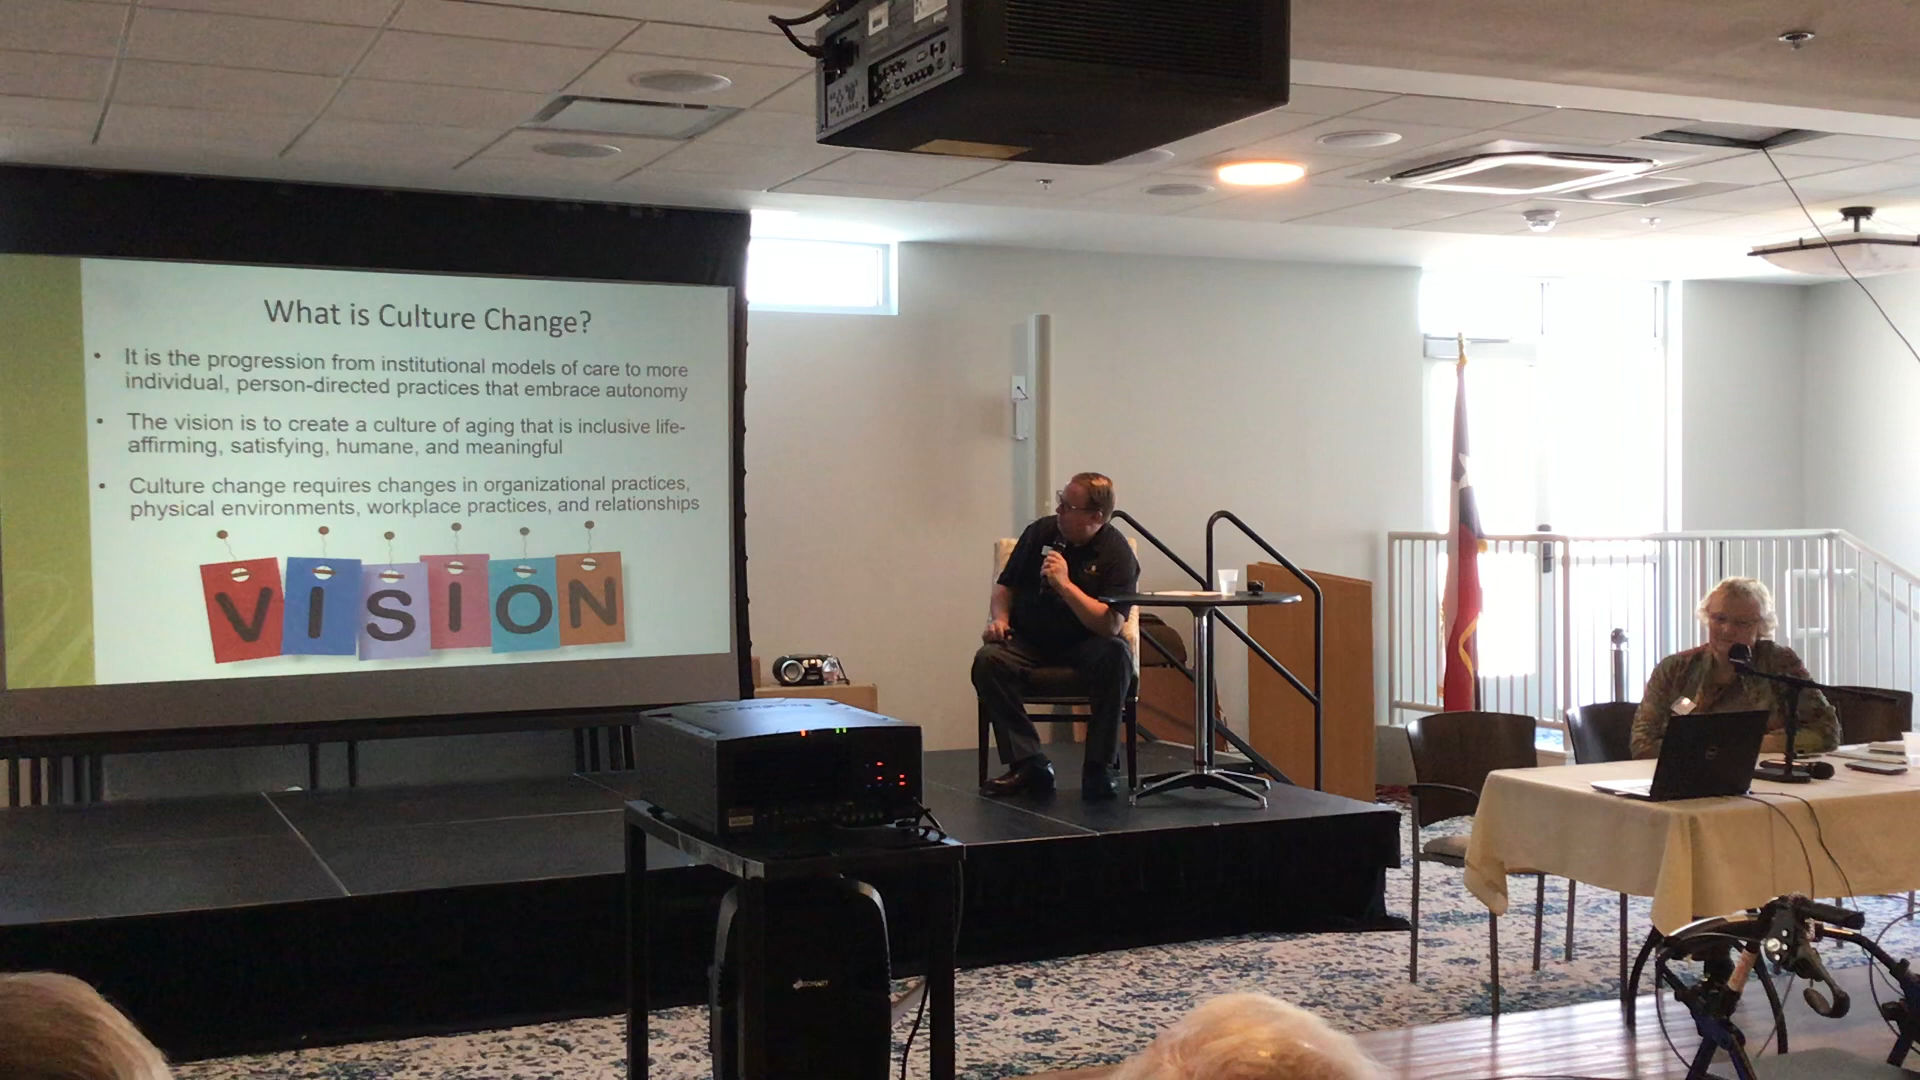 What is Culture Change?
• It is the progression from institutional models of care to more
individual, person-directed practices that embrace autonomy
• The vision is to create a culture of aging that is inclusive life-
affirming, satisfying, humane, and meaningful
• Culture change requires changes in organizational practices,
physical environments, workplace practices, and relationships
VISION